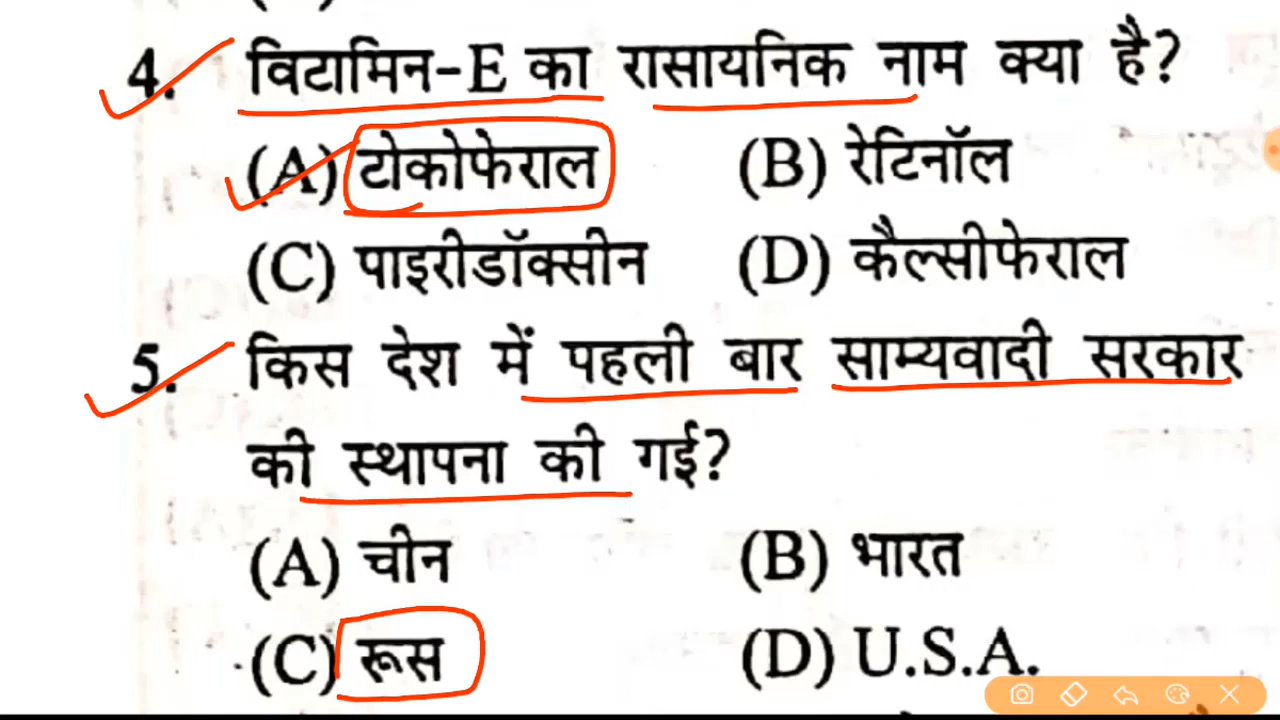 4. विटामिन-E का रासायनिक नाम क्या है?
(A) टोकोफेराल (B) रेटिनॉल
(C) पाइरीडॉक्सीन (D) कैल्सीफेराल
5. किस देश में पहली बार साम्यवादी सरकार
की स्थापना की गई?
(A) चीन (B) भारत
(C) रूस (D) U.S.A.